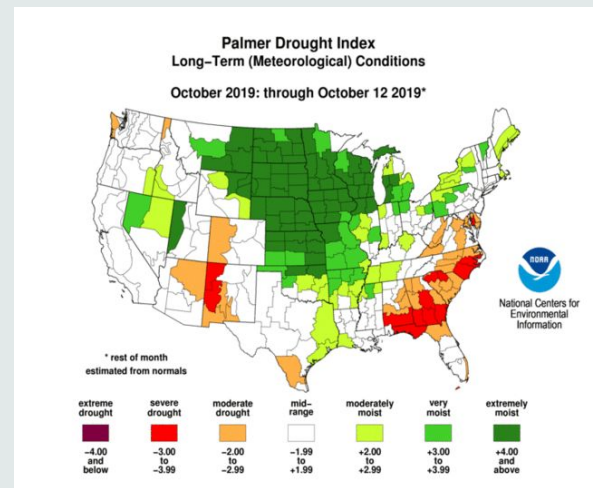 Palmer Drought Index
Long-Term (Meteorological) Conditions
October 2019: through October 12 2019*
NOAA
National Centers for
Environmental
Information
* rest of month
estimated from normals
extreme drought
severe drought
moderate drought
mid-range
moderately moist
very moist
extremely moist
-4.00 and below
-3.00 to -3.99
-2.00 to -2.99
-1.99 to +1.99
+2.00 to +2.99
+3.00 to +3.99
+4.00 and above